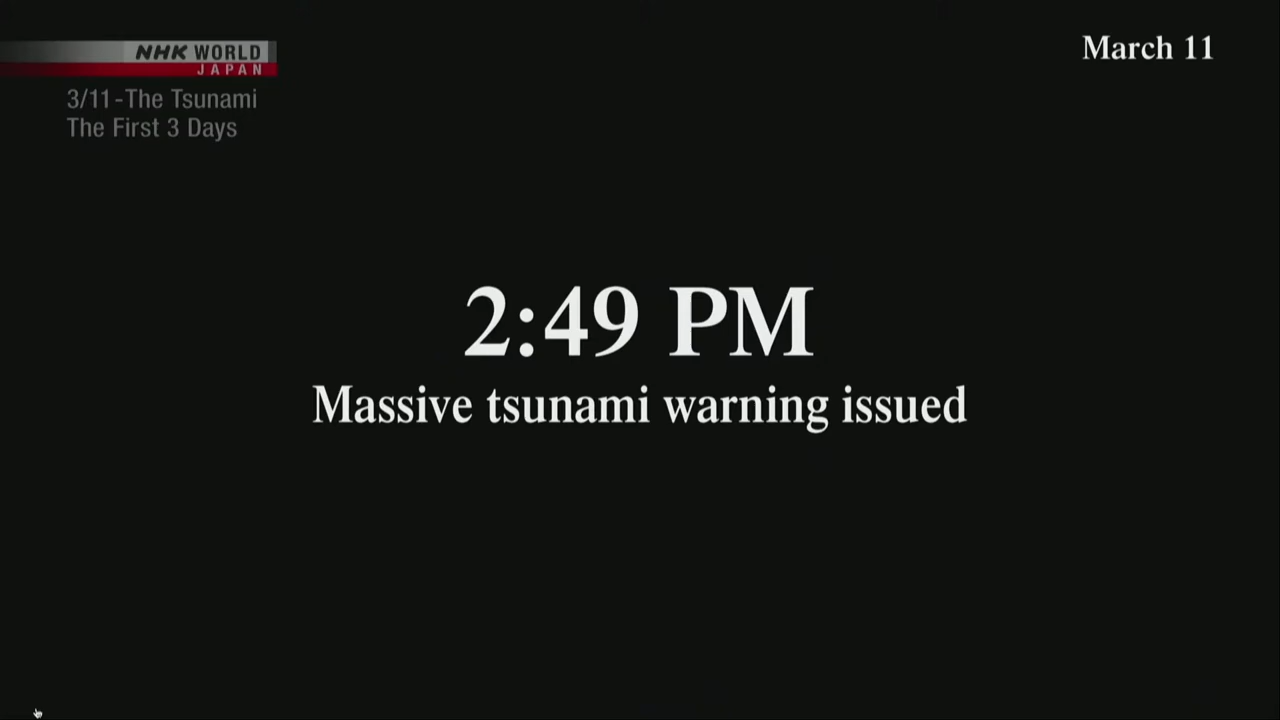 NHK WORLD
JAPAN
3/11-The Tsunami
The First 3 Days
March 11
2:49 PM
Massive tsunami warning issued